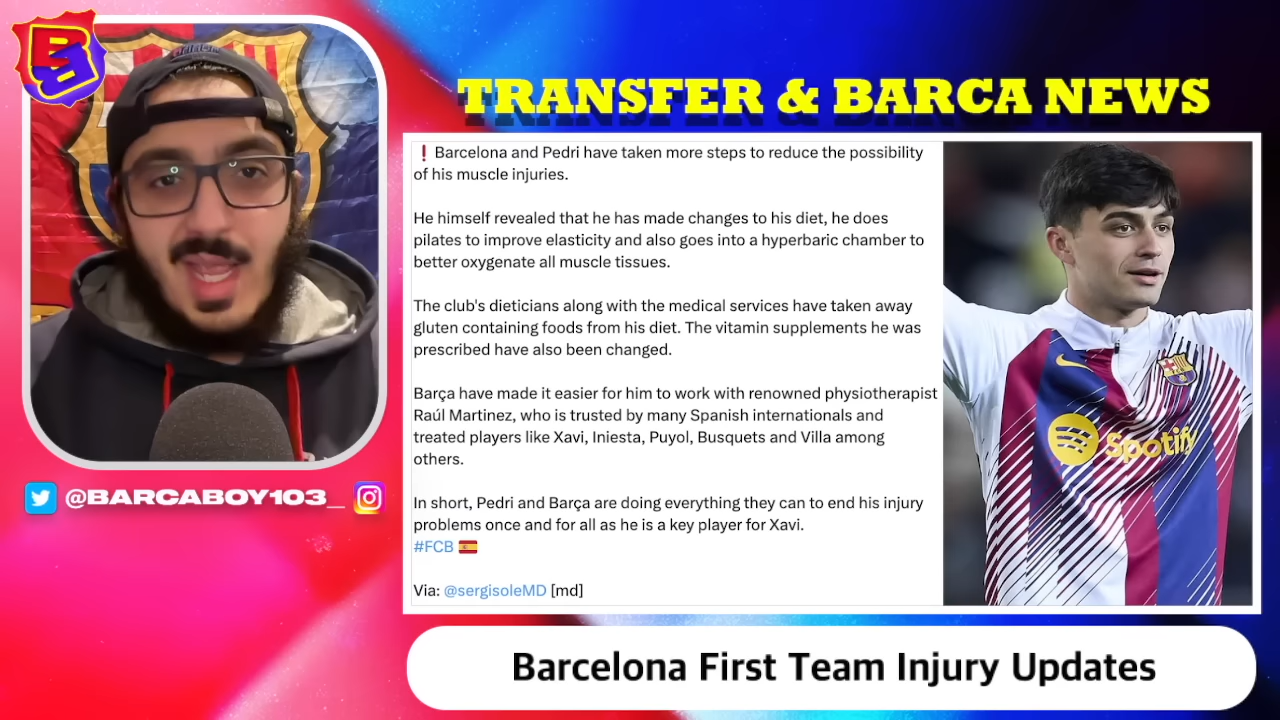 TRANSFER & BARCA NEWS
❗ Barcelona and Pedri have taken more steps to reduce the possibility
of his muscle injuries.
He himself revealed that he has made changes to his diet, he does
pilates to improve elasticity and also goes into a hyperbaric chamber to
better oxygenate all muscle tissues.
The club's dieticians along with the medical services have taken away
gluten containing foods from his diet. The vitamin supplements he was
prescribed have also been changed.
Barça have made it easier for him to work with renowned physiotherapist
Raúl Martinez, who is trusted by many Spanish internationals and
treated players like Xavi, Iniesta, Puyol, Busquets and Villa among
others.
In short, Pedri and Barça are doing everything they can to end his injury
problems once and for all as he is a key player for Xavi.
#FCB 🇪🇸
Via: @sergisoleMD [md]
Spotify
@BARCABOY103_
Barcelona First Team Injury Updates